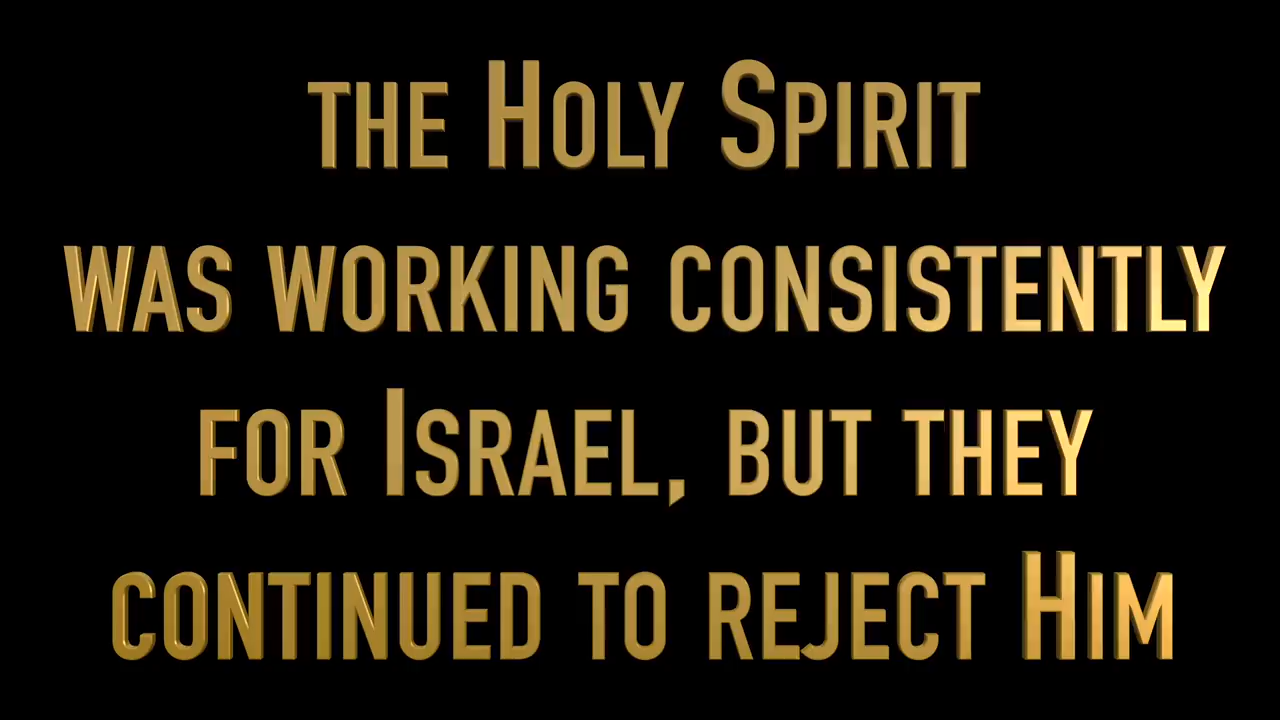 the Holy Spirit
was working consistently
for Israel, but they
continued to reject Him